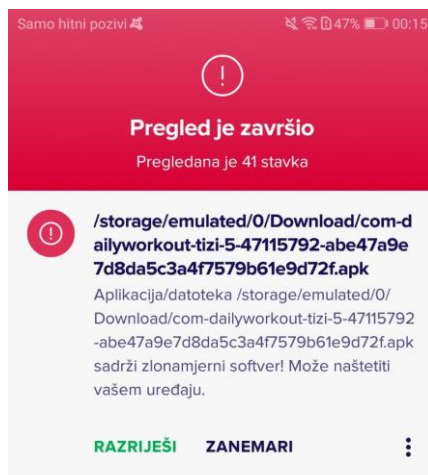 Samo hitni pozivi 47% 00:15
Pregled je završio
Pregledana je 41 stavka
/storage/emulated/0/Download/com-d
ailyworkout-tizi-5-47115792-abe47a9e
7d8da5c3a4f7579b61e9d72f.apk
Aplikacija/datoteka /storage/emulated/0/
Download/com-dailyworkout-tizi-5-47115792
-abe47a9e7d8da5c3a4f7579b61e9d72f.apk
sadrži zlonamjerni softver! Može naštetiti
vašem uređaju.
RAZRIJEŠI ZANEMARI